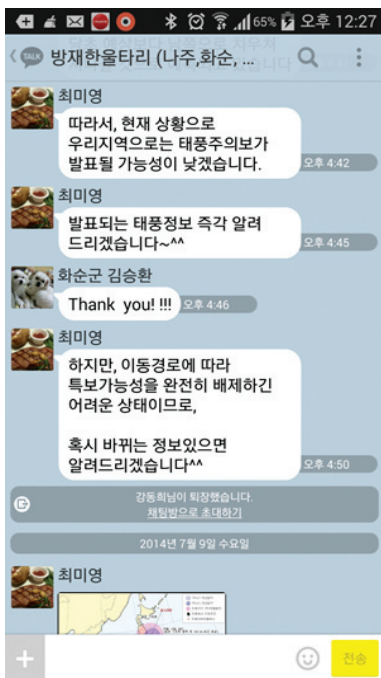 65% 오후 12:27
TALK 방재한울타리 (나주,화순, ...
최미영
따라서, 현재 상황으로
우리지역으로는 태풍주의보가
발표될 가능성이 낮겠습니다.
오후 4:42
최미영
발표되는 태풍정보 즉각 알려
드리겠습니다~^^
오후 4:45
화순군 김승환
Thank you! !!!
오후 4:46
최미영
하지만, 이동경로에 따라
특보가능성을 완전히 배제하긴
어려운 상태이므로,
혹시 바뀌는 정보있으면
알려드리겠습니다^^
오후 4:50
강동희님이 퇴장했습니다.
채팅방으로 초대하기
2014년 7월 9일 수요일
최미영
전송